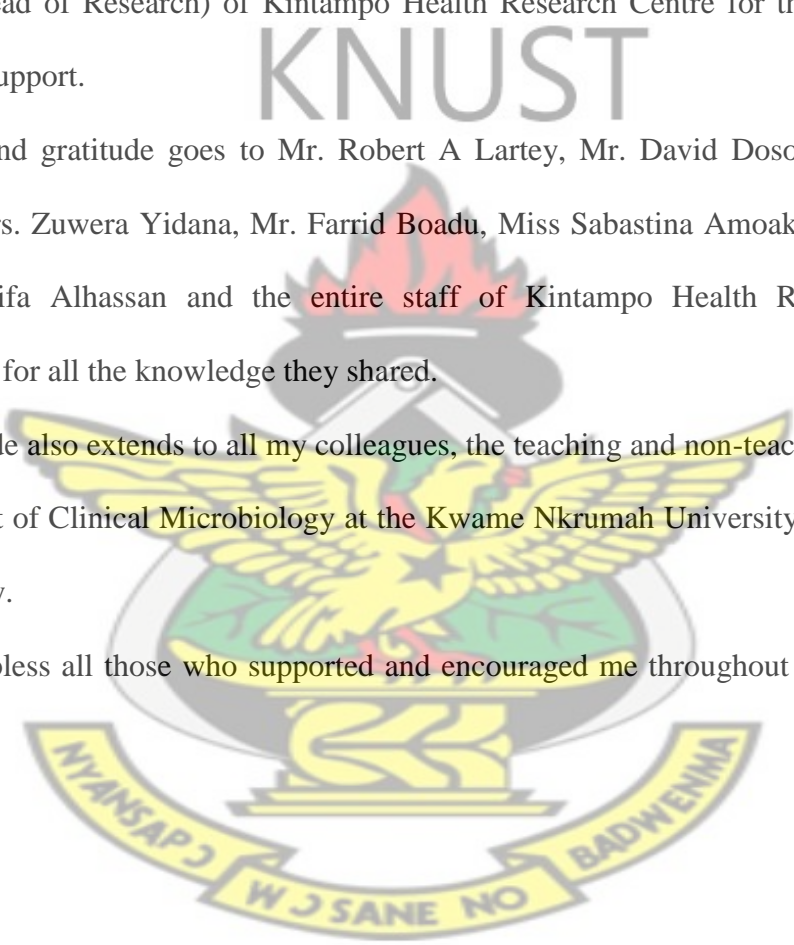 ead of Research) of Kintampo Health Research Centre for th
KNUST
upport.
nd gratitude goes to Mr. Robert A Lartey, Mr. David Doso
rs. Zuwera Yidana, Mr. Farrid Boadu, Miss Sabastina Amoak
ifa Alhassan and the entire staff of Kintampo Health R
for all the knowledge they shared.
de also extends to all my colleagues, the teaching and non-teac
t of Clinical Microbiology at the Kwame Nkrumah University
y.
bless all those who supported and encouraged me throughout
NYANSAPƆ WƆSANE NO BADWENMA